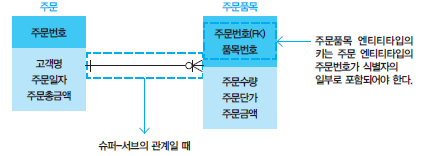 주문
주문번호
고객명
주문일자
주문총금액
주문품목
주문번호(FK)
품목번호
주문수량
주문단가
주문금액
주문품목 엔티티타입의
키는 주문 엔티티타입의
주문번호가 식별자의
일부로 포함되어야 한다.
슈퍼-서브의 관계일 때